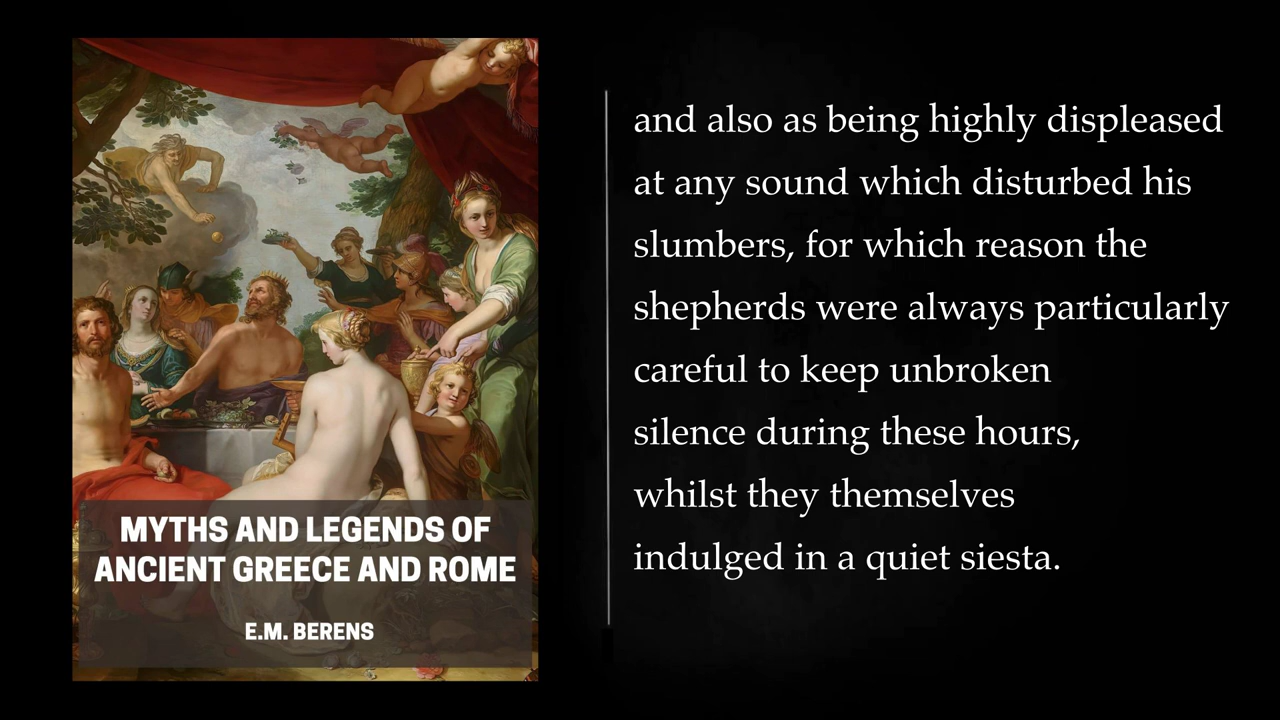 MYTHS AND LEGENDS OF
ANCIENT GREECE AND ROME
E.M. BERENS
and also as being highly displeased
at any sound which disturbed his
slumbers, for which reason the
shepherds were always particularly
careful to keep unbroken
silence during these hours,
whilst they themselves
indulged in a quiet siesta.